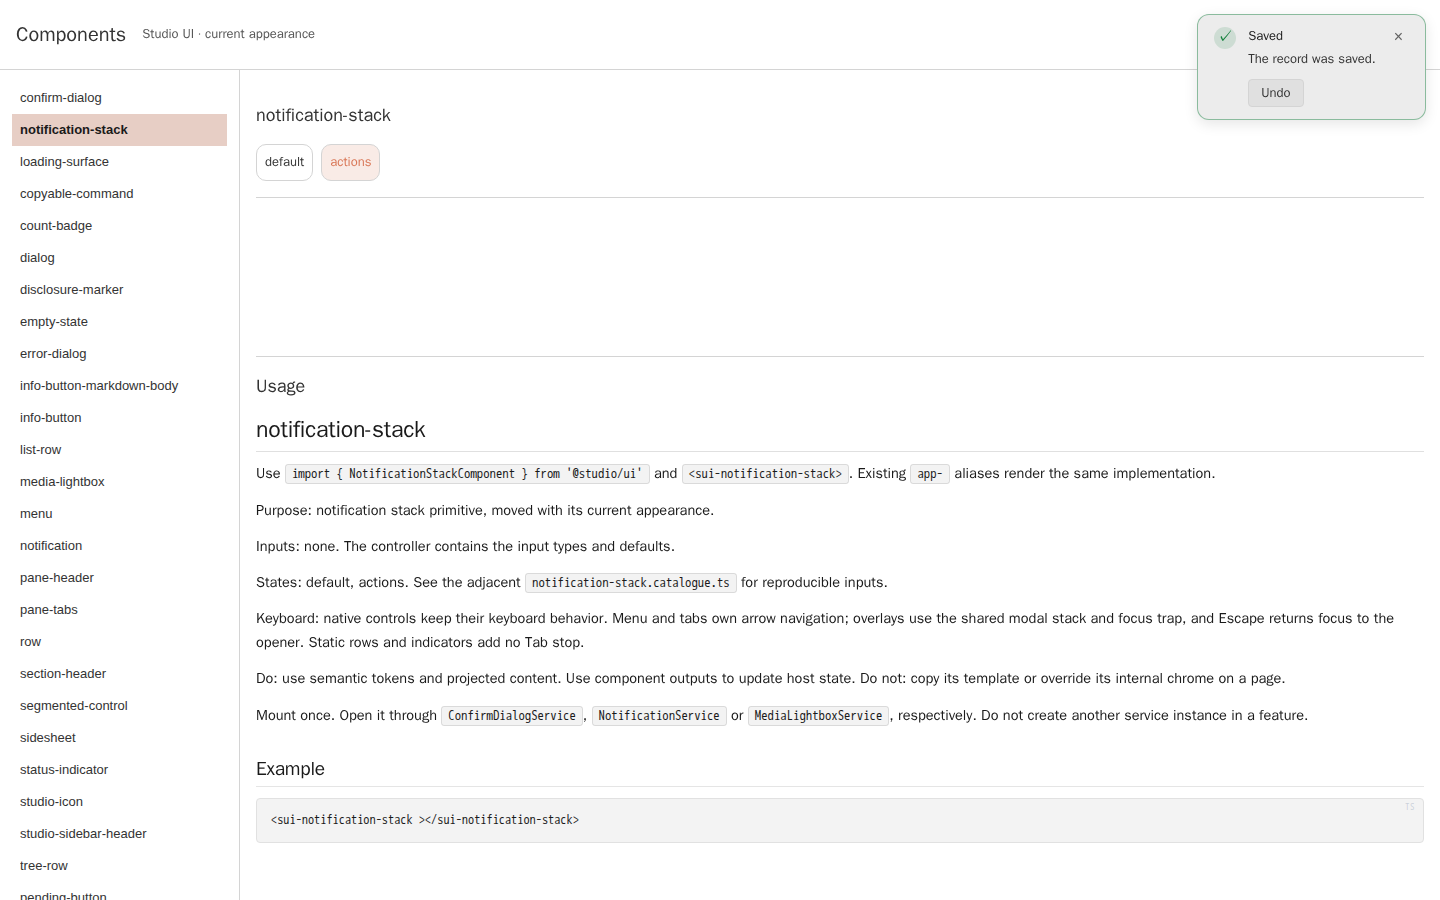 Components
Studio UI · current appearance
✓
Saved
×
The record was saved.
Undo
confirm-dialog
notification-stack
loading-surface
copyable-command
count-badge
dialog
disclosure-marker
empty-state
error-dialog
info-button-markdown-body
info-button
list-row
media-lightbox
menu
notification
pane-header
pane-tabs
row
section-header
segmented-control
sidesheet
status-indicator
studio-icon
studio-sidebar-header
tree-row
pending-button
notification-stack
default
actions
Usage
notification-stack
Use import { NotificationStackComponent } from '@studio/ui' and <sui-notification-stack>. Existing app- aliases render the same implementation.
Purpose: notification stack primitive, moved with its current appearance.
Inputs: none. The controller contains the input types and defaults.
States: default, actions. See the adjacent notification-stack.catalogue.ts for reproducible inputs.
Keyboard: native controls keep their keyboard behavior. Menu and tabs own arrow navigation; overlays use the shared modal stack and focus trap, and Escape returns focus to the
opener. Static rows and indicators add no Tab stop.
Do: use semantic tokens and projected content. Use component outputs to update host state. Do not: copy its template or override its internal chrome on a page.
Mount once. Open it through ConfirmDialogService, NotificationService or MediaLightboxService, respectively. Do not create another service instance in a feature.
Example
TS
<sui-notification-stack ></sui-notification-stack>